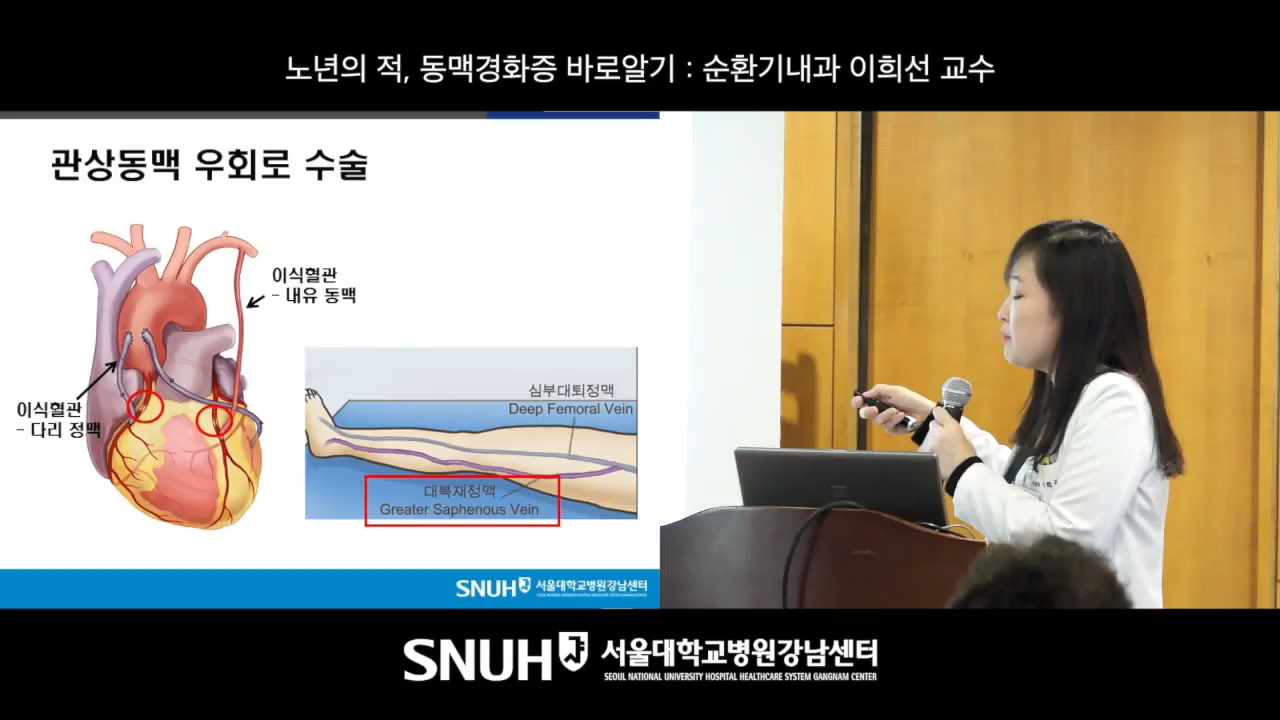 노년의 적, 동맥경화증 바로알기 : 순환기내과 이희선 교수
관상동맥 우회로 수술
이식혈관
- 내유 동맥
이식혈관
- 다리 정맥
심부대퇴정맥
Deep Femoral Vein
대복재정맥
Greater Saphenous Vein
SNUH 서울대학교병원강남센터
SNUH 서울대학교병원강남센터
SEOUL NATIONAL UNIVERSITY HOSPITAL HEALTHCARE SYSTEM GANGNAM CENTER